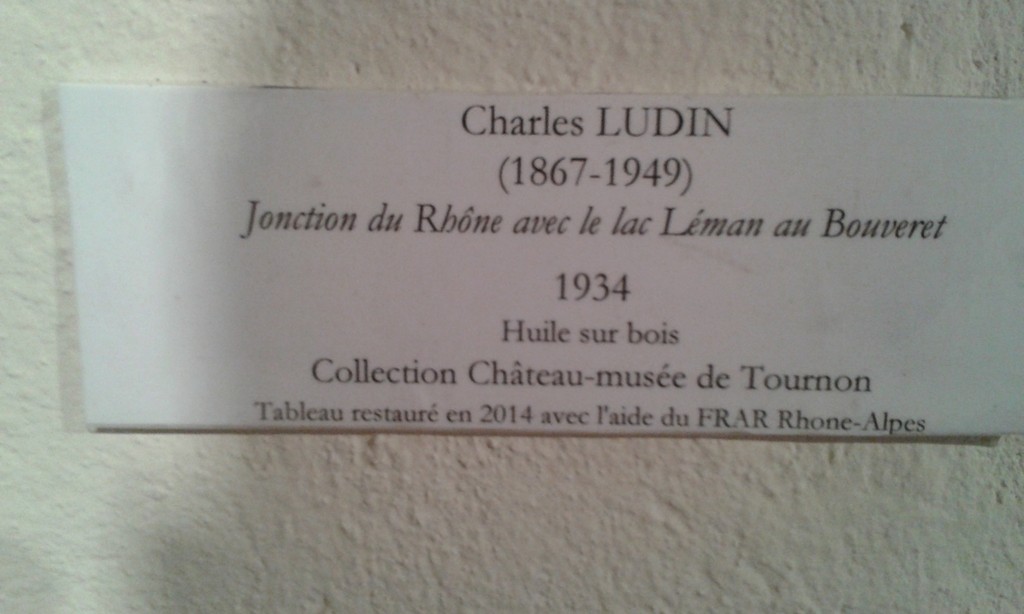 Charles LUDIN
(1867-1949)
Jonction du Rhône avec le lac Léman au Bouveret
1934
Huile sur bois
Collection Château-musée de Tournon
Tableau restauré en 2014 avec l'aide du FRAR Rhone-Alpes